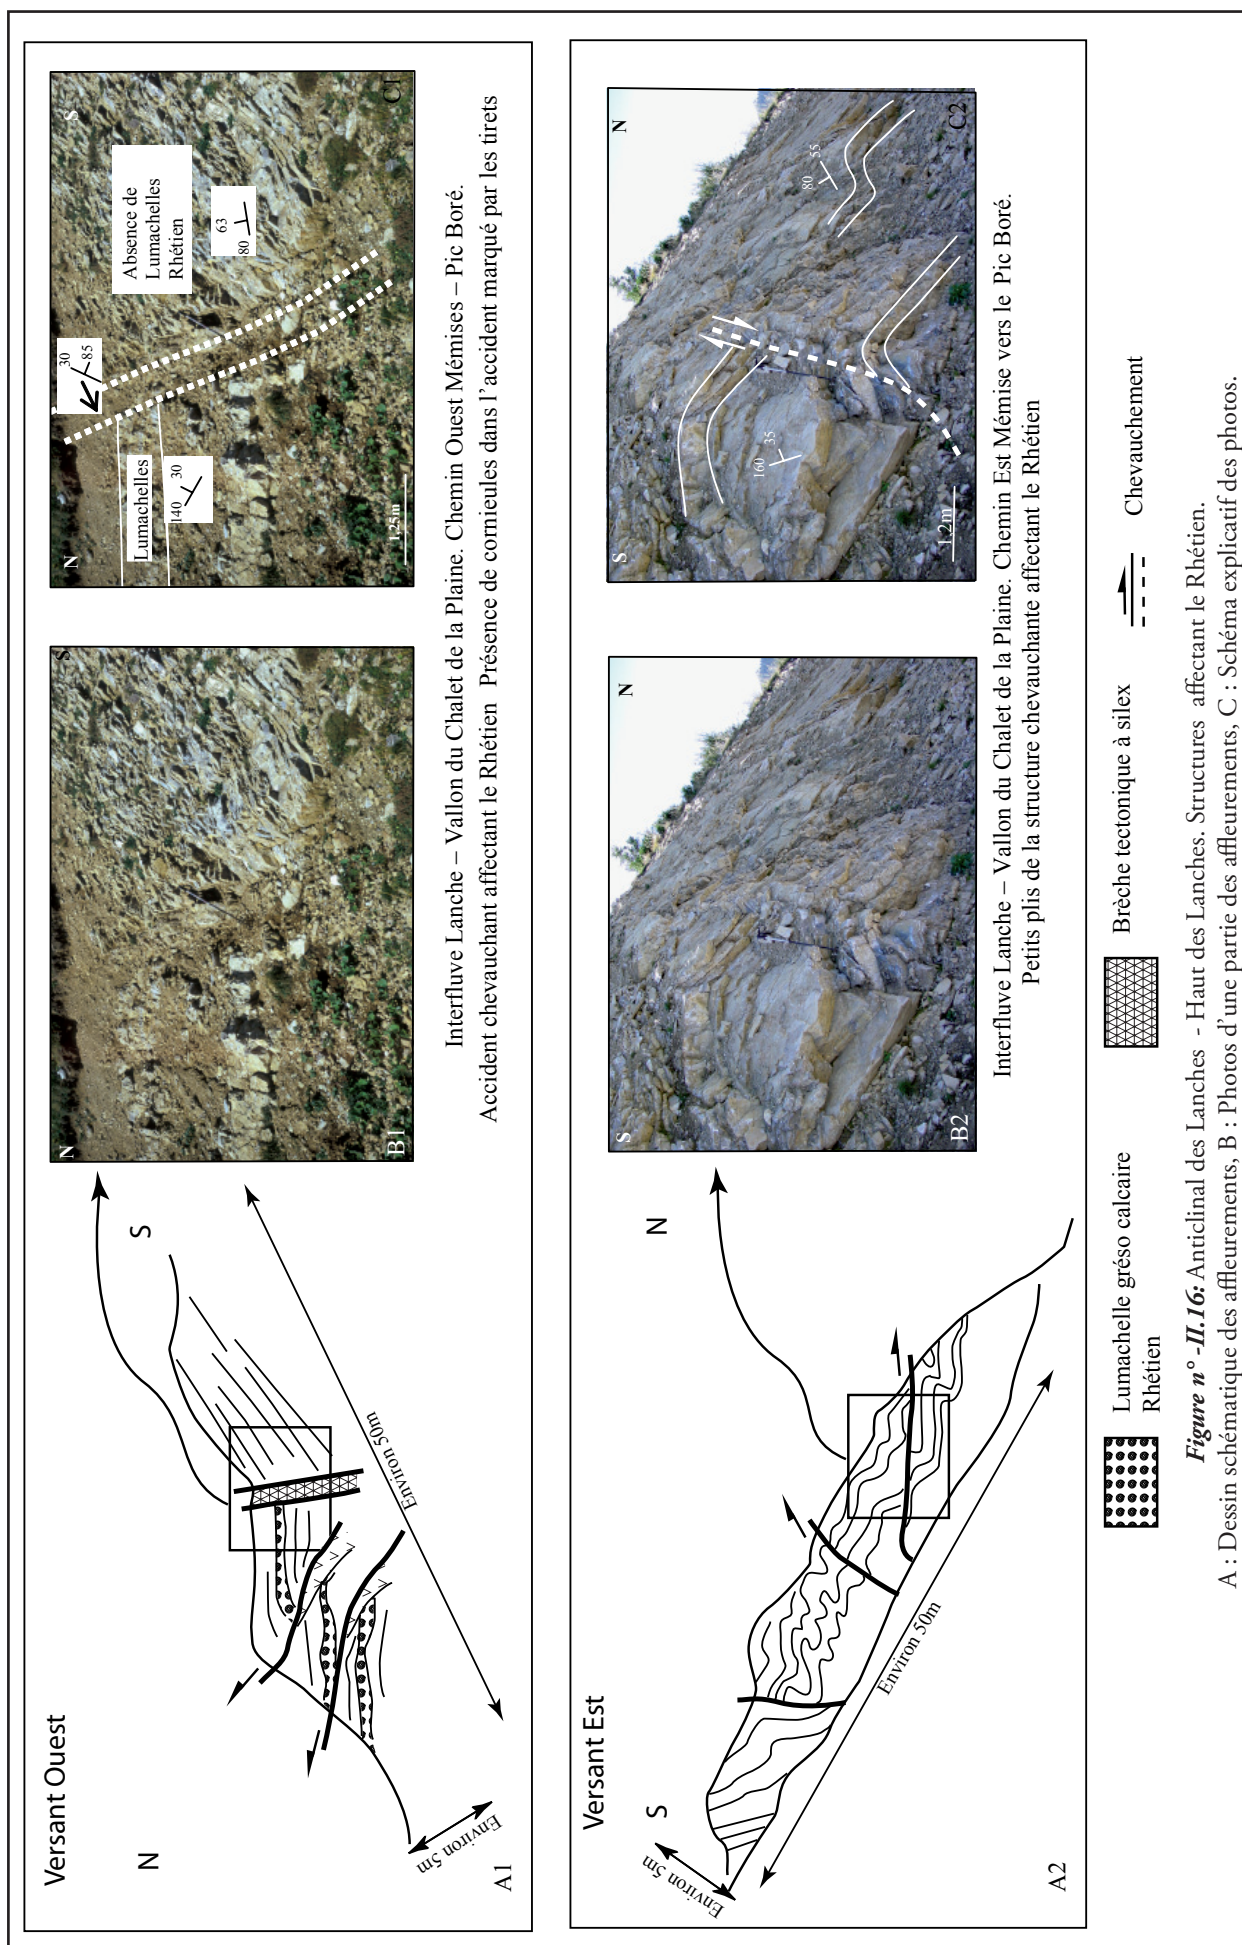 Versant Ouest
N
S
Environ 50m
Environ 5m
A1
N
S
B1
N
S
Lumachelles
140
30
30
85
Absence de
Lumachelles
Rhétien
80
63
1,25m
C1
Interfluve Lanche – Vallon du Chalet de la Plaine. Chemin Ouest Mémises – Pic Boré.
Accident chevauchant affectant le Rhétien Présence de cornieules dans l'accident marqué par les tirets
Versant Est
S
N
Environ 5m
Environ 50m
A2
S
N
B2
S
N
160
35
80
55
1.2m
C2
Interfluve Lanche – Vallon du Chalet de la Plaine. Chemin Est Mémise vers le Pic Boré.
Petits plis de la structure chevauchante affectant le Rhétien
Lumachelle gréso calcaire
Rhétien
Brèche tectonique à silex
Chevauchement
Figure n° -II.16: Anticlinal des Lanches - Haut des Lanches. Structures affectant le Rhétien.
A : Dessin schématique des affleurements, B : Photos d'une partie des affleurements, C : Schéma explicatif des photos.